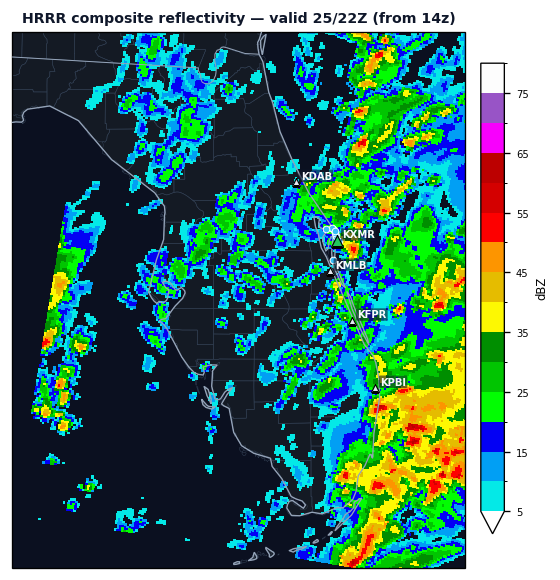 HRRR composite reflectivity — valid 25/22Z (from 14z)
KDAB
KXMR
KMLB
KFPR
KPBI
75
65
55
45
35
25
15
5
dBZ